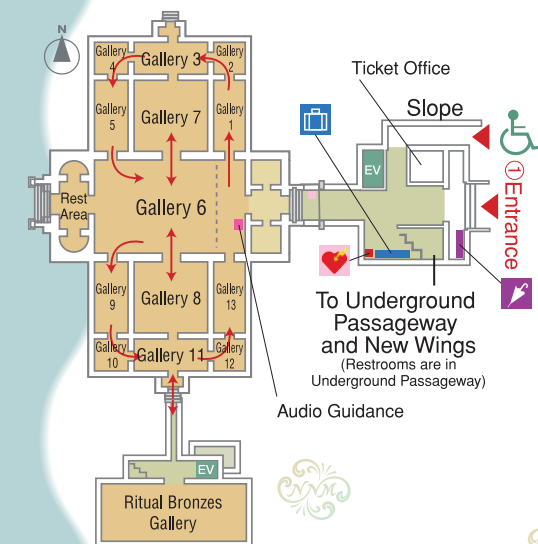 N
Gallery
4
Gallery 3
Gallery
2
Ticket Office
Slope
Gallery
5
Gallery 7
Gallery
1
EV
①Entrance
Rest
Area
Gallery 6
Gallery
9
Gallery 8
Gallery
13
To Underground
Passageway
and New Wings
(Restrooms are in
Underground Passageway)
Gallery
10
Gallery 11
Gallery
12
Audio Guidance
EV
NNM
Ritual Bronzes
Gallery